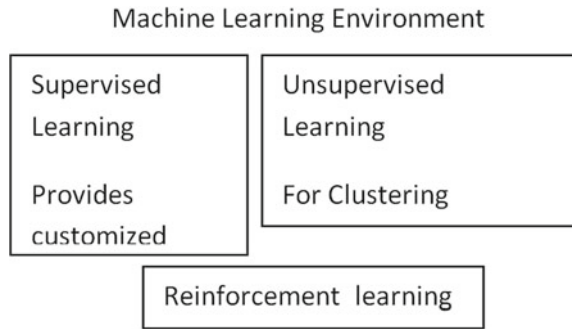 Machine Learning Environment
Supervised
Learning
Provides
customized
Unsupervised
Learning
For Clustering
Reinforcement learning